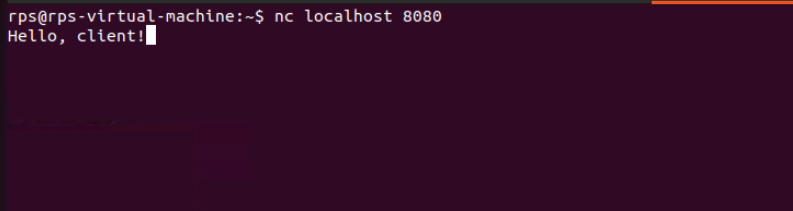 rps@rps-virtual-machine:~$ nc localhost 8080
Hello, client!